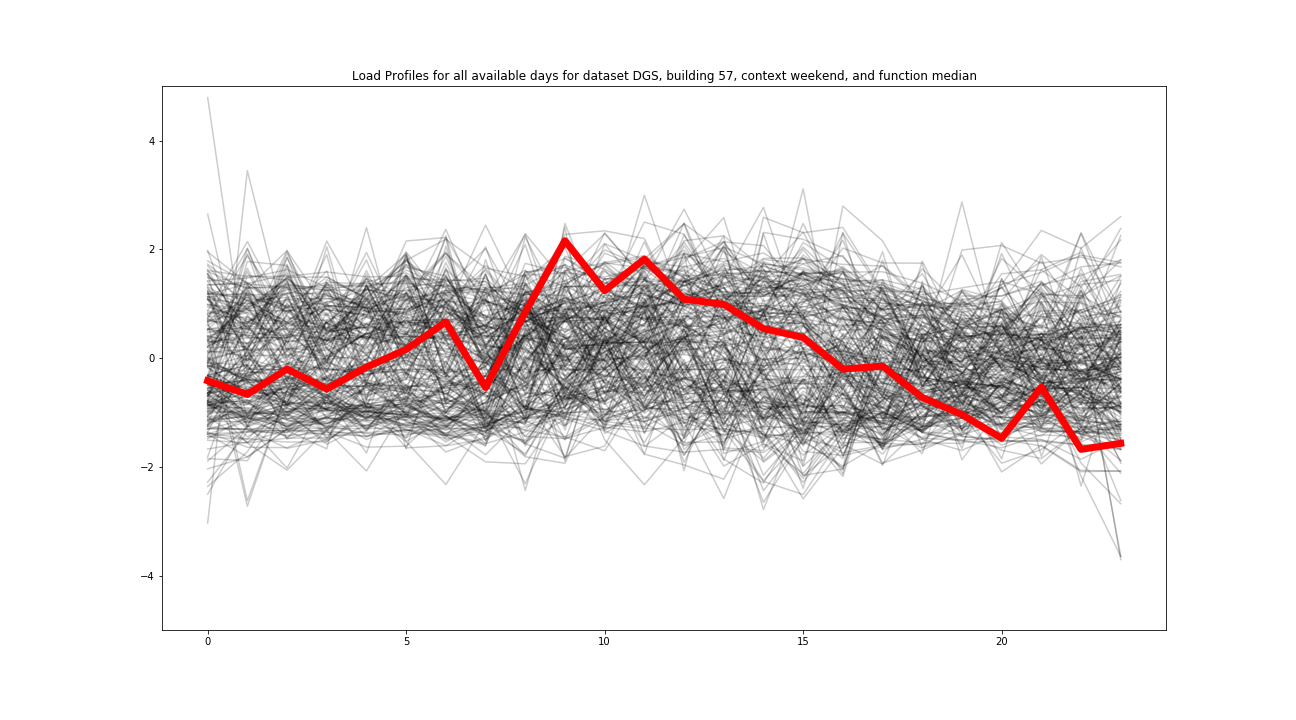 Load Profiles for all available days for dataset DGS, building 57, context weekend, and function median
4
2
0
−2
−4
0 5 10 15 20